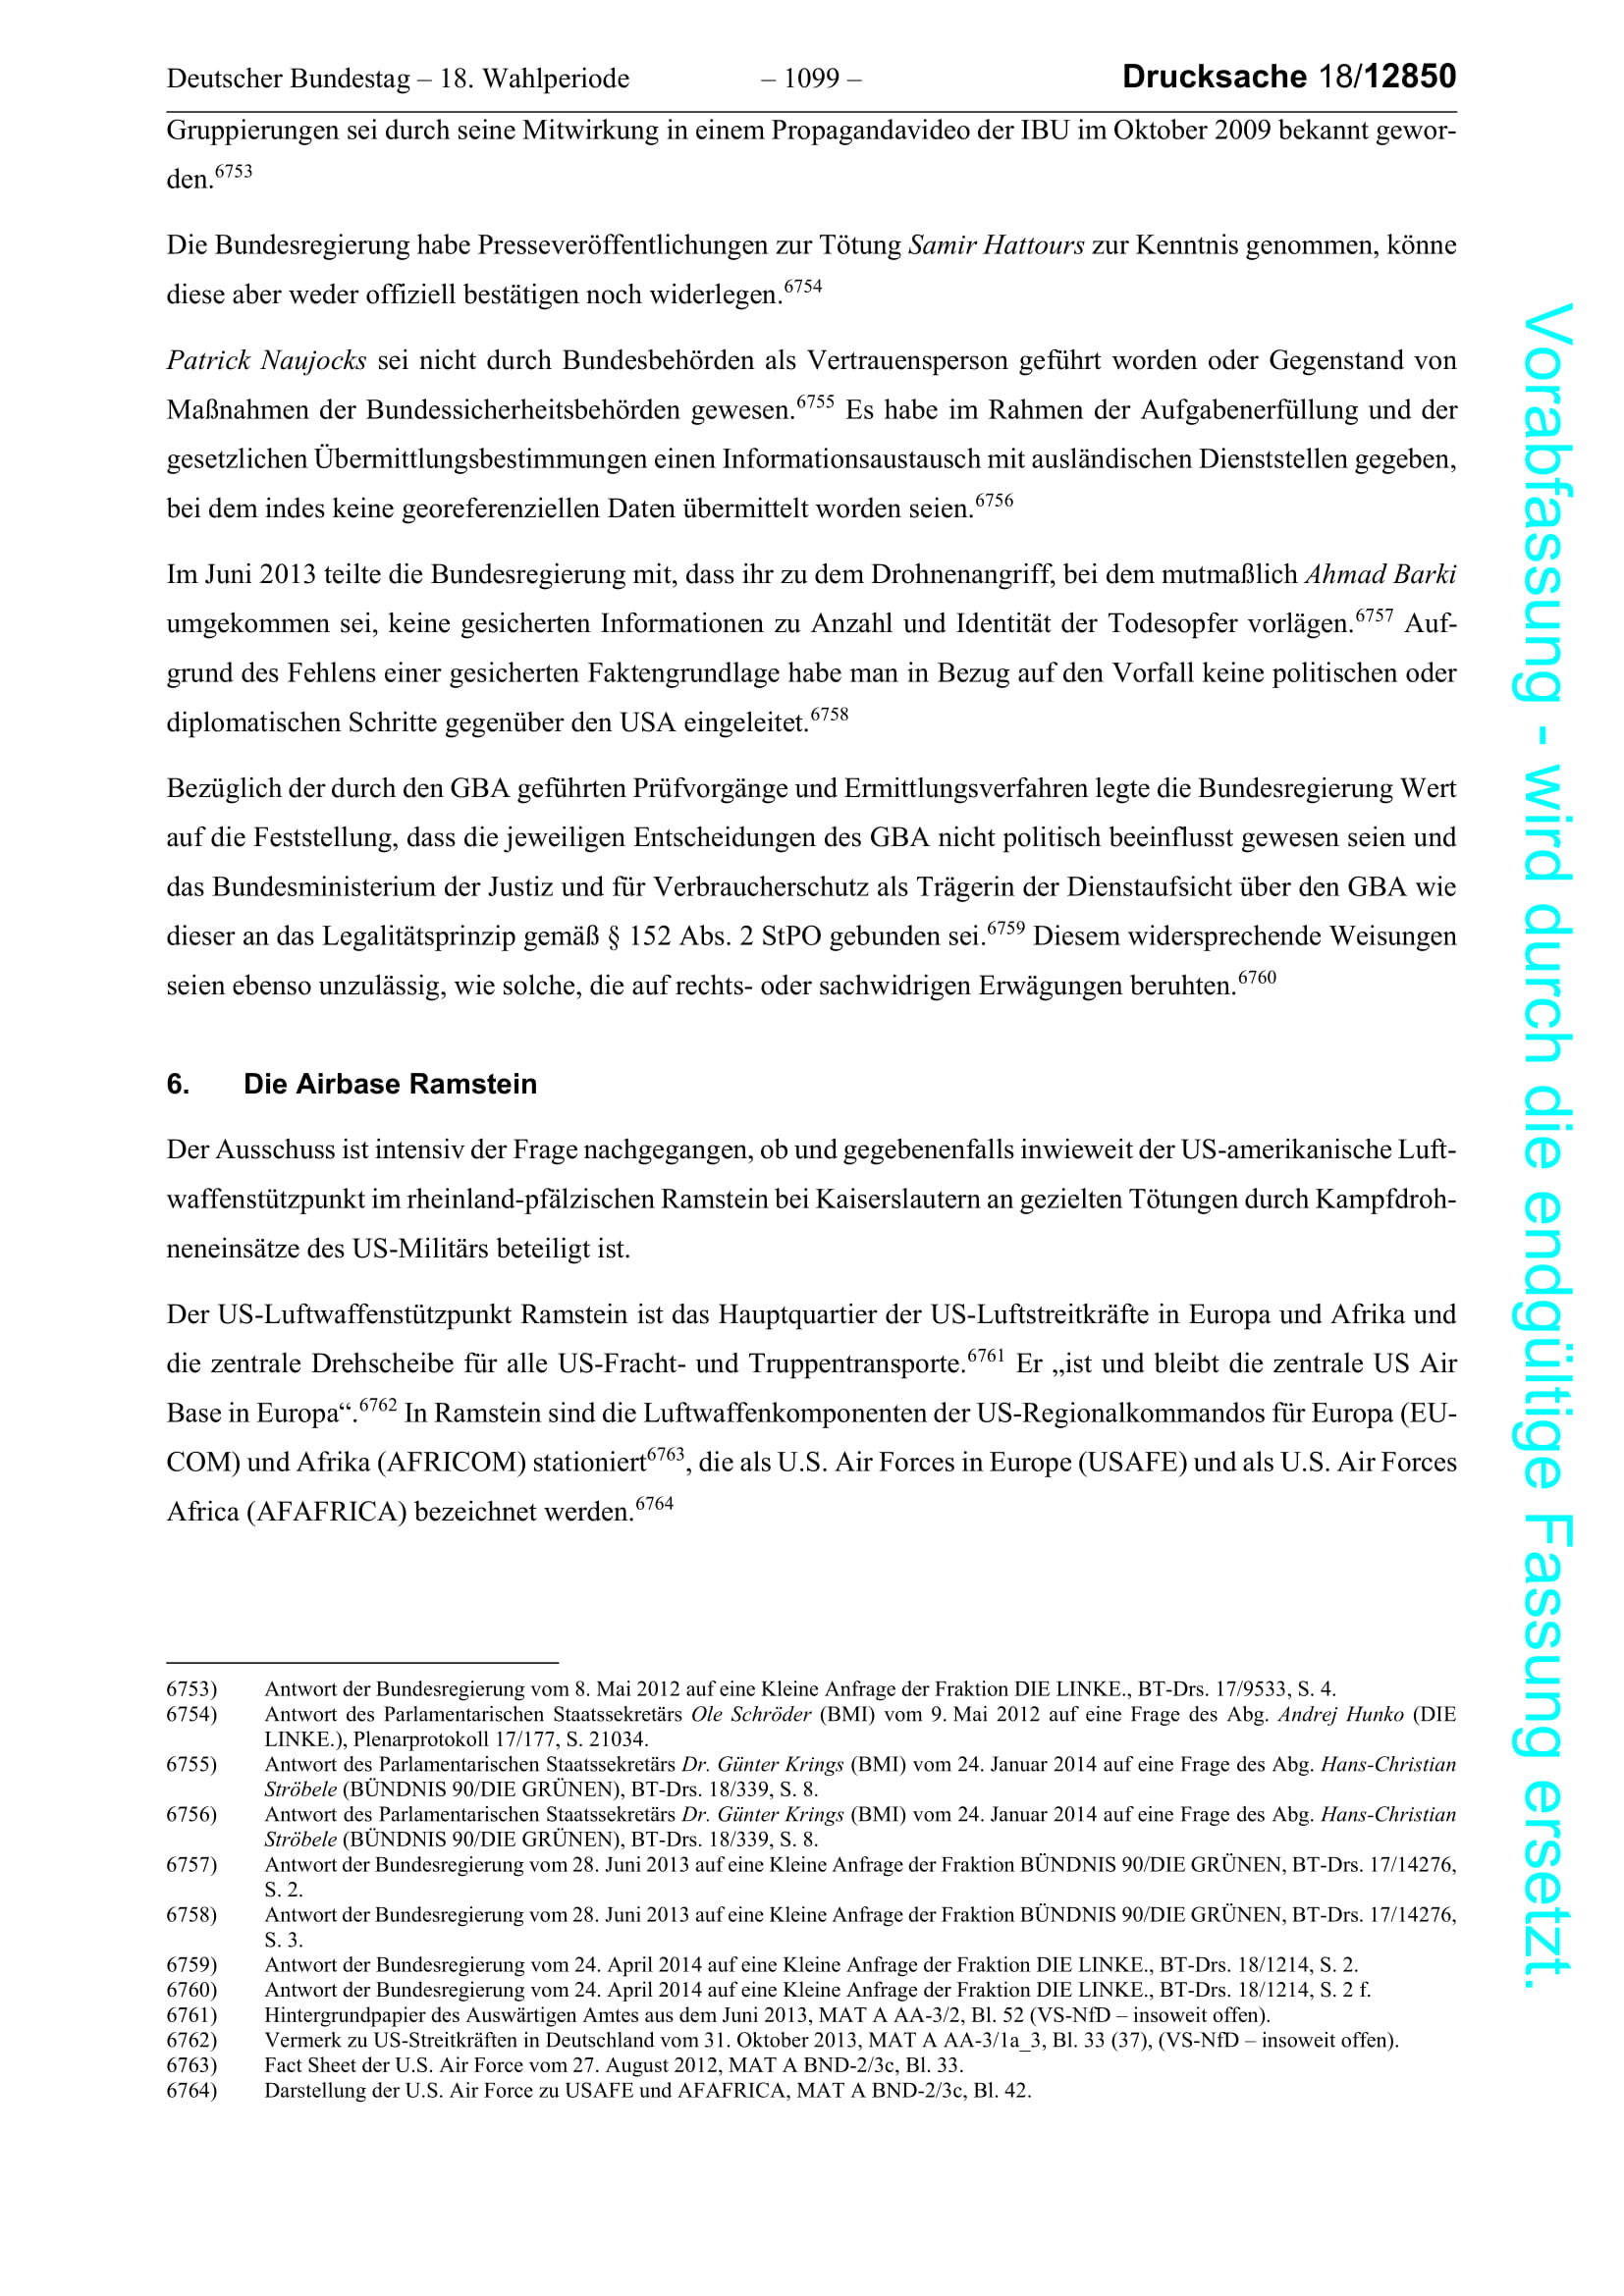 Deutscher Bundestag – 18. Wahlperiode – 1099 – Drucksache 18/12850
Gruppierungen sei durch seine Mitwirkung in einem Propagandavideo der IBU im Oktober 2009 bekannt gewor-
den.6753
Die Bundesregierung habe Presseveröffentlichungen zur Tötung Samir Hattours zur Kenntnis genommen, könne
diese aber weder offiziell bestätigen noch widerlegen.6754
Patrick Naujocks sei nicht durch Bundesbehörden als Vertrauensperson geführt worden oder Gegenstand von
Maßnahmen der Bundessicherheitsbehörden gewesen.6755 Es habe im Rahmen der Aufgabenerfüllung und der
gesetzlichen Übermittlungsbestimmungen einen Informationsaustausch mit ausländischen Dienststellen gegeben,
bei dem indes keine georeferenziellen Daten übermittelt worden seien.6756
Im Juni 2013 teilte die Bundesregierung mit, dass ihr zu dem Drohnenangriff, bei dem mutmaßlich Ahmad Barki
umgekommen sei, keine gesicherten Informationen zu Anzahl und Identität der Todesopfer vorlägen.6757 Auf-
grund des Fehlens einer gesicherten Faktengrundlage habe man in Bezug auf den Vorfall keine politischen oder
diplomatischen Schritte gegenüber den USA eingeleitet.6758
Bezüglich der durch den GBA geführten Prüfvorgänge und Ermittlungsverfahren legte die Bundesregierung Wert
auf die Feststellung, dass die jeweiligen Entscheidungen des GBA nicht politisch beeinflusst gewesen seien und
das Bundesministerium der Justiz und für Verbraucherschutz als Trägerin der Dienstaufsicht über den GBA wie
dieser an das Legalitätsprinzip gemäß § 152 Abs. 2 StPO gebunden sei.6759 Diesem widersprechende Weisungen
seien ebenso unzulässig, wie solche, die auf rechts- oder sachwidrigen Erwägungen beruhten.6760
6. Die Airbase Ramstein
Der Ausschuss ist intensiv der Frage nachgegangen, ob und gegebenenfalls inwieweit der US-amerikanische Luft-
waffenstützpunkt im rheinland-pfälzischen Ramstein bei Kaiserslautern an gezielten Tötungen durch Kampfdroh-
neneinsätze des US-Militärs beteiligt ist.
Der US-Luftwaffenstützpunkt Ramstein ist das Hauptquartier der US-Luftstreitkräfte in Europa und Afrika und
die zentrale Drehscheibe für alle US-Fracht- und Truppentransporte.6761 Er „ist und bleibt die zentrale US Air
Base in Europa“.6762 In Ramstein sind die Luftwaffenkomponenten der US-Regionalkommandos für Europa (EU-
COM) und Afrika (AFRICOM) stationiert6763, die als U.S. Air Forces in Europe (USAFE) und als U.S. Air Forces
Africa (AFAFRICA) bezeichnet werden.6764
6753) Antwort der Bundesregierung vom 8. Mai 2012 auf eine Kleine Anfrage der Fraktion DIE LINKE., BT-Drs. 17/9533, S. 4.
6754) Antwort des Parlamentarischen Staatssekretärs Ole Schröder (BMI) vom 9. Mai 2012 auf eine Frage des Abg. Andrej Hunko (DIE
LINKE.), Plenarprotokoll 17/177, S. 21034.
6755) Antwort des Parlamentarischen Staatssekretärs Dr. Günter Krings (BMI) vom 24. Januar 2014 auf eine Frage des Abg. Hans-Christian
Ströbele (BÜNDNIS 90/DIE GRÜNEN), BT-Drs. 18/339, S. 8.
6756) Antwort des Parlamentarischen Staatssekretärs Dr. Günter Krings (BMI) vom 24. Januar 2014 auf eine Frage des Abg. Hans-Christian
Ströbele (BÜNDNIS 90/DIE GRÜNEN), BT-Drs. 18/339, S. 8.
6757) Antwort der Bundesregierung vom 28. Juni 2013 auf eine Kleine Anfrage der Fraktion BÜNDNIS 90/DIE GRÜNEN, BT-Drs. 17/14276,
S. 2.
6758) Antwort der Bundesregierung vom 28. Juni 2013 auf eine Kleine Anfrage der Fraktion BÜNDNIS 90/DIE GRÜNEN, BT-Drs. 17/14276,
S. 3.
6759) Antwort der Bundesregierung vom 24. April 2014 auf eine Kleine Anfrage der Fraktion DIE LINKE., BT-Drs. 18/1214, S. 2.
6760) Antwort der Bundesregierung vom 24. April 2014 auf eine Kleine Anfrage der Fraktion DIE LINKE., BT-Drs. 18/1214, S. 2 f.
6761) Hintergrundpapier des Auswärtigen Amtes aus dem Juni 2013, MAT A AA-3/2, Bl. 52 (VS-NfD – insoweit offen).
6762) Vermerk zu US-Streitkräften in Deutschland vom 31. Oktober 2013, MAT A AA-3/1a_3, Bl. 33 (37), (VS-NfD – insoweit offen).
6763) Fact Sheet der U.S. Air Force vom 27. August 2012, MAT A BND-2/3c, Bl. 33.
6764) Darstellung der U.S. Air Force zu USAFE und AFAFRICA, MAT A BND-2/3c, Bl. 42.
Vorabfassung - wird durch die endgültige Fassung ersetzt.